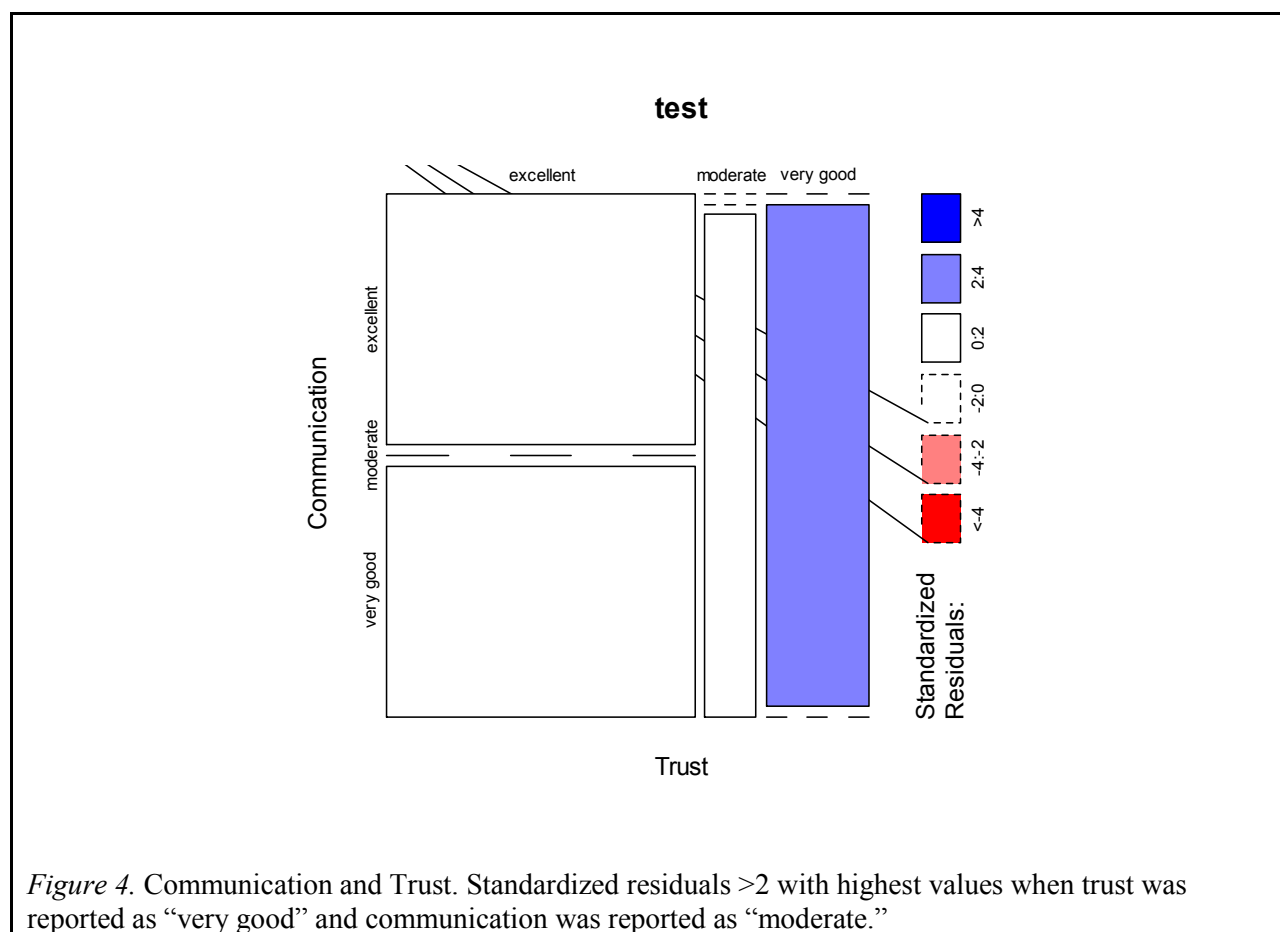 test
excellent
moderate
very good
Communication
excellent
moderate
very good
Trust
Standardized
Residuals:
<-4
-4:-2
-2:0
0:2
2:4
>4
Figure 4. Communication and Trust. Standardized residuals >2 with highest values when trust was
reported as “very good” and communication was reported as “moderate.”